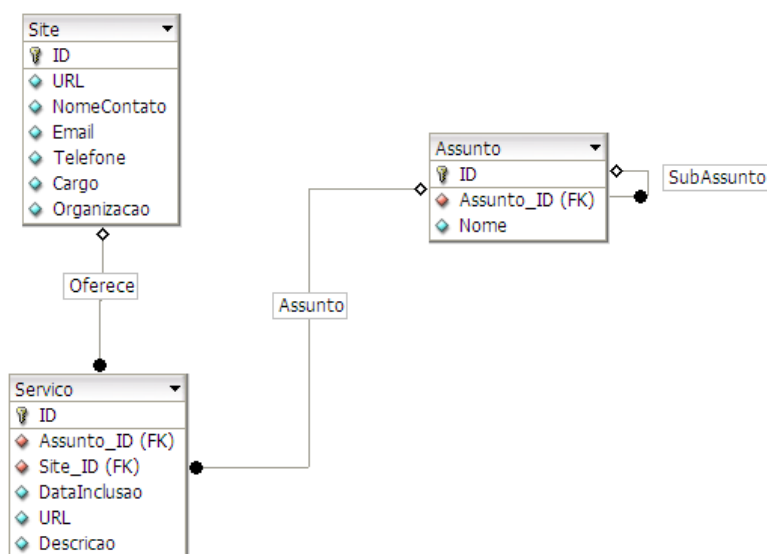 Site
ID
URL
NomeContato
Email
Telefone
Cargo
Organizacao
Oferece
Servico
ID
Assunto_ID (FK)
Site_ID (FK)
DataInclusao
URL
Descricao
Assunto
Assunto
ID
Assunto_ID (FK)
Nome
SubAssunto